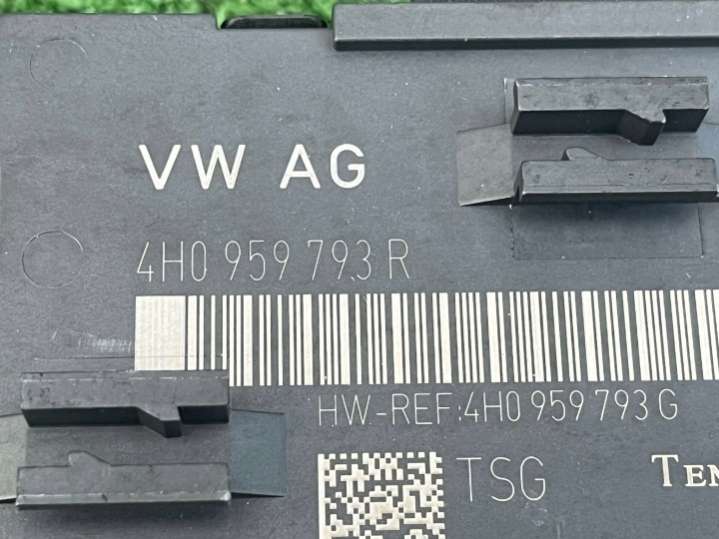 VW AG
4H0 959 793 R
HW-REF:4H0 959 793 G
TSG